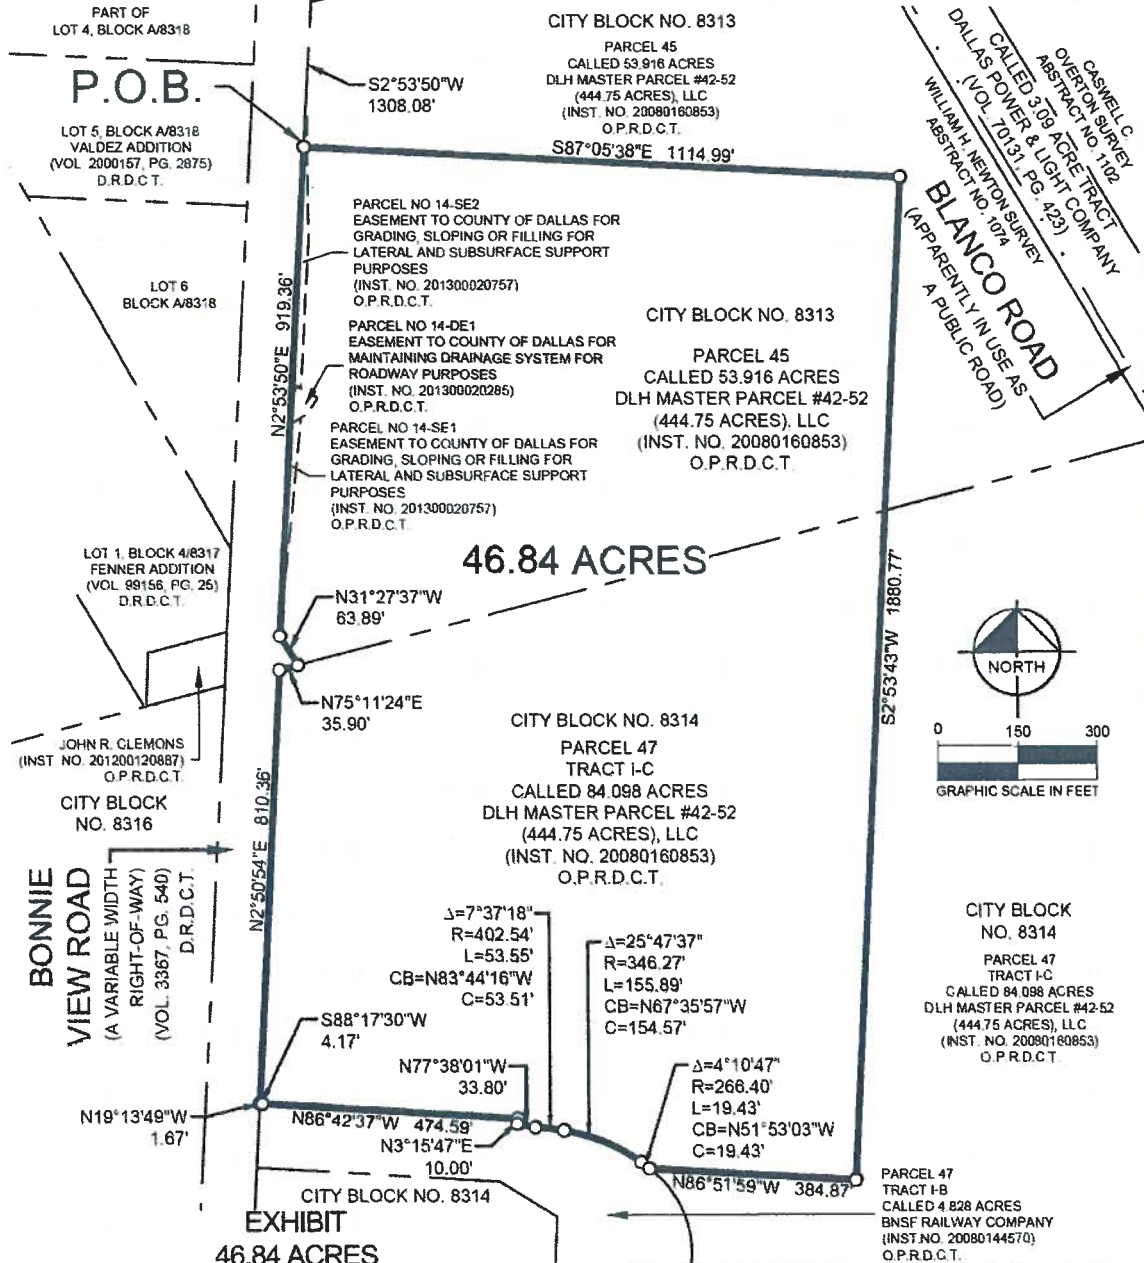 PART OF
LOT 4, BLOCK A/8318
P.O.B.
LOT 5, BLOCK A/8318
VALDEZ ADDITION
(VOL 2000157, PG. 2875)
D.R.D.C.T.
S2°53'50"W
1308.08'
CITY BLOCK NO. 8313
PARCEL 45
CALLED 53.916 ACRES
DLH MASTER PARCEL #42-52
(444.75 ACRES), LLC
(INST. NO. 20080160853)
O.P.R.D.C.T.
S87°05'38"E 1114.99'
CASWELL C.
OVERTON SURVEY
ABSTRACT NO. 1102
CALLED 3.09 ACRE TRACT
DALLAS POWER & LIGHT COMPANY
(VOL. 70131, PG. 423)
WILLIAM H. NEWTON SURVEY
ABSTRACT NO. 1074
BLANCO ROAD
(APPARENTLY IN USE AS
A PUBLIC ROAD)
PARCEL NO 14-SE2
EASEMENT TO COUNTY OF DALLAS FOR
GRADING, SLOPING OR FILLING FOR
LATERAL AND SUBSURFACE SUPPORT
PURPOSES
(INST. NO. 201300020757)
O.P.R.D.C.T.
LOT 6
BLOCK A/8318
N2°53'50"E 919.36'
PARCEL NO 14-DE1
EASEMENT TO COUNTY OF DALLAS FOR
MAINTAINING DRAINAGE SYSTEM FOR
ROADWAY PURPOSES
(INST. NO. 201300020285)
O.P.R.D.C.T.
PARCEL NO 14-SE1
EASEMENT TO COUNTY OF DALLAS FOR
GRADING, SLOPING OR FILLING FOR
LATERAL AND SUBSURFACE SUPPORT
PURPOSES
(INST. NO. 201300020757)
O.P.R.D.C.T.
CITY BLOCK NO. 8313
PARCEL 45
CALLED 53.916 ACRES
DLH MASTER PARCEL #42-52
(444.75 ACRES), LLC
(INST. NO. 20080160853)
O.P.R.D.C.T.
46.84 ACRES
LOT 1, BLOCK 4/8317
FENNER ADDITION
(VOL. 99156, PG. 25)
D.R.D.C.T.
N31°27'37"W
63.89'
S2°53'43"W 1880.77'
NORTH
N75°11'24"E
35.90'
JOHN R. CLEMONS
(INST NO. 201200120887)
O.P.R.D.C.T.
CITY BLOCK
NO. 8316
0 150 300
GRAPHIC SCALE IN FEET
CITY BLOCK NO. 8314
PARCEL 47
TRACT I-C
CALLED 84.098 ACRES
DLH MASTER PARCEL #42-52
(444.75 ACRES), LLC
(INST. NO. 20080160853)
O.P.R.D.C.T.
N2°50'54"E 810.36'
BONNIE
VIEW ROAD
(A VARIABLE WIDTH
RIGHT-OF-WAY)
(VOL. 3367, PG. 540)
D.R.D.C.T.
Δ=7°37'18"
R=402.54'
L=53.55'
CB=N83°44'16"W
C=53.51'
Δ=25°47'37"
R=346.27'
L=155.89'
CB=N67°35'57"W
C=154.57'
CITY BLOCK
NO. 8314
PARCEL 47
TRACT I-C
CALLED 84.098 ACRES
DLH MASTER PARCEL #42-52
(444.75 ACRES), LLC
(INST. NO. 20080160853)
O.P.R.D.C.T.
S88°17'30"W
4.17'
N77°38'01"W
33.80'
Δ=4°10'47"
R=266.40'
L=19.43'
CB=N51°53'03"W
C=19.43'
N19°13'49"W
1.67'
N86°42'37"W 474.59'
N3°15'47"E
10.00'
N86°51'59"W 384.87'
CITY BLOCK NO. 8314
PARCEL 47
TRACT I-B
CALLED 4.828 ACRES
BNSF RAILWAY COMPANY
(INST.NO. 20080144570)
O.P.R.D.C.T.
EXHIBIT
46.84 ACRES